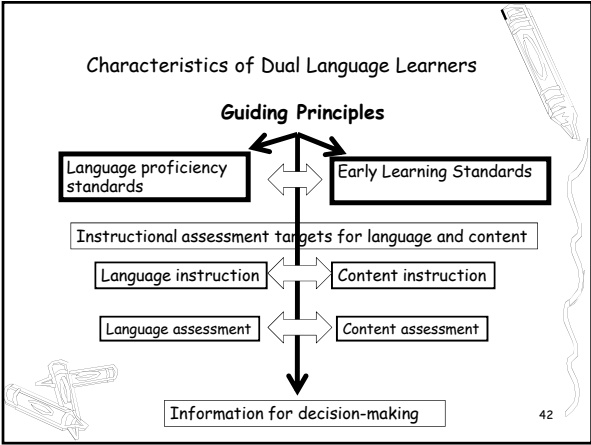 Characteristics of Dual Language Learners
Guiding Principles
Language proficiency
standards
Early Learning Standards
Instructional assessment targets for language and content
Language instruction
Content instruction
Language assessment
Content assessment
Information for decision-making
42